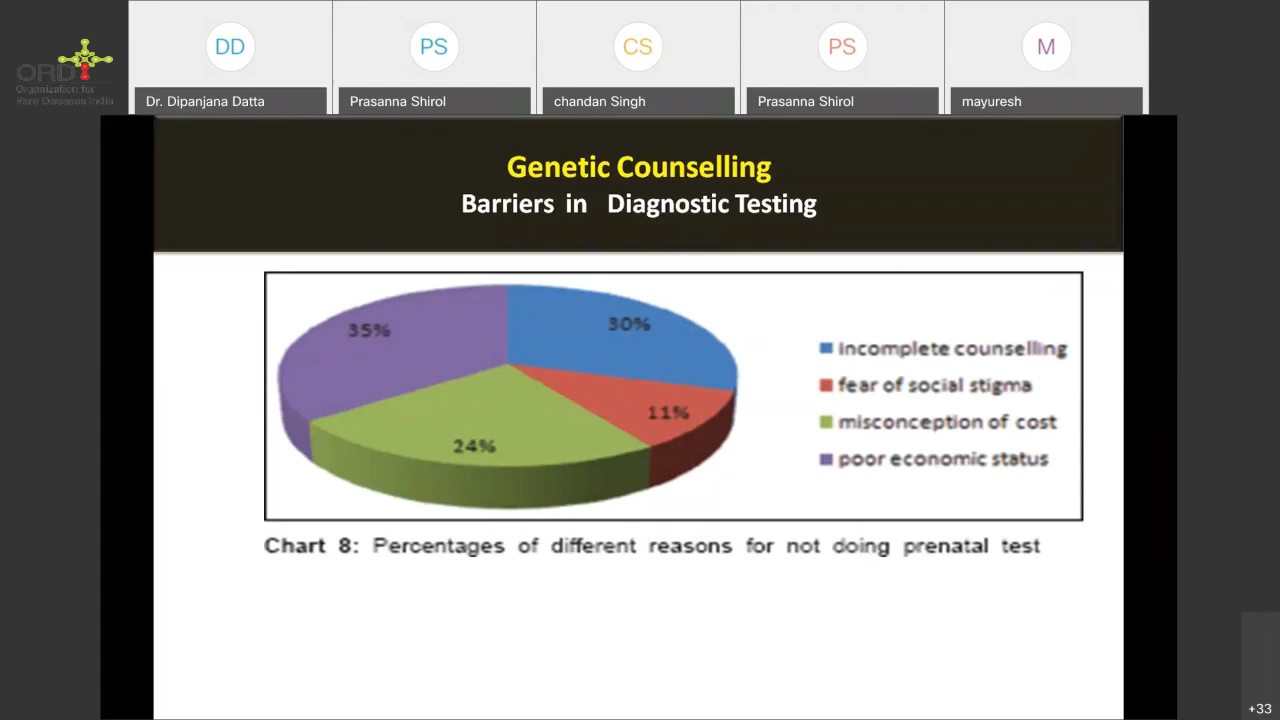 ORDI
Organization for
Rare Diseases India
DD
PS
CS
PS
M
Dr. Dipanjana Datta
Prasanna Shirol
chandan Singh
Prasanna Shirol
mayuresh
Genetic Counselling
Barriers in Diagnostic Testing
35%
30%
11%
24%
incomplete counselling
fear of social stigma
misconception of cost
poor economic status
Chart 8: Percentages of different reasons for not doing prenatal test
+33